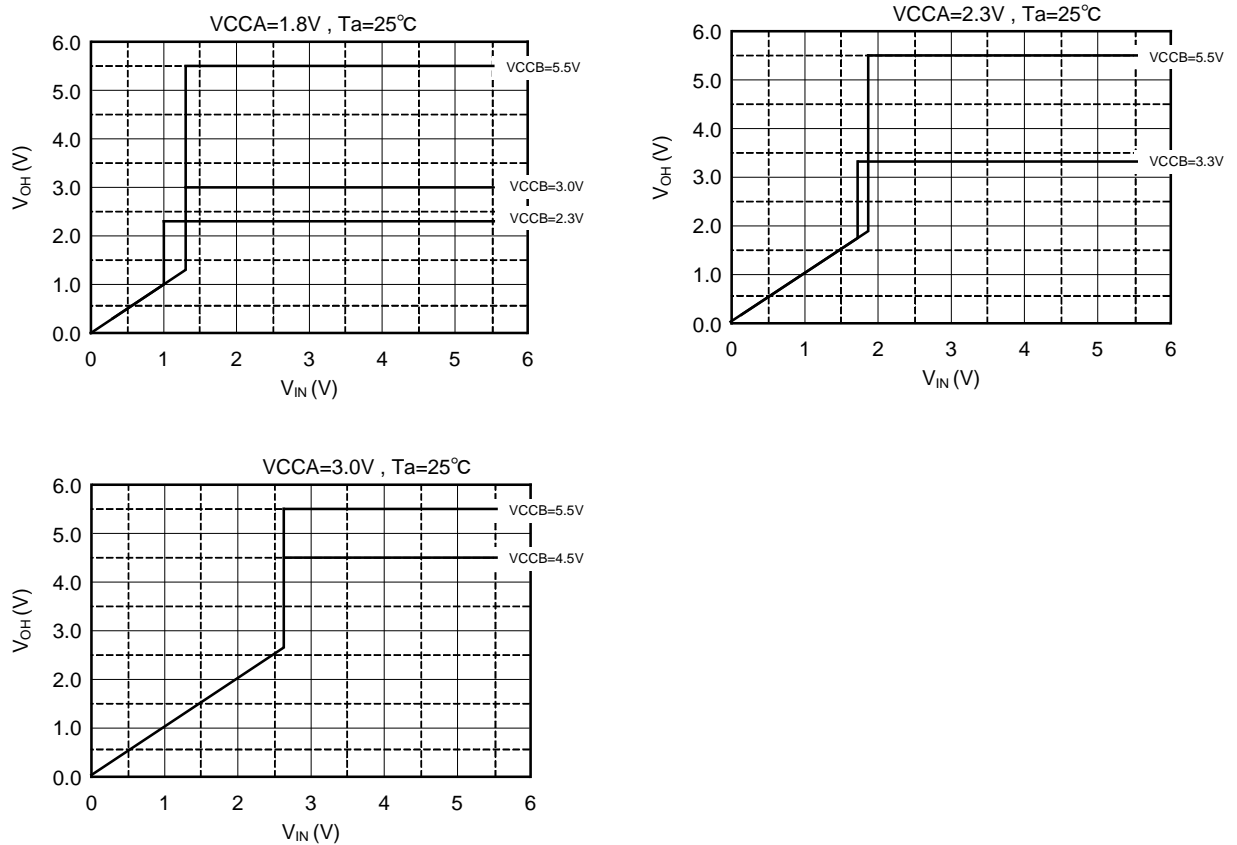 VCCA=1.8V , Ta=25℃
6.0
5.0
4.0
3.0
2.0
1.0
0.0
VOH (V)
VCCB=5.5V
VCCB=3.0V
VCCB=2.3V
0 1 2 3 4 5 6
VIN (V)
VCCA=2.3V , Ta=25℃
6.0
5.0
4.0
3.0
2.0
1.0
0.0
VOH (V)
VCCB=5.5V
VCCB=3.3V
0 1 2 3 4 5 6
VIN (V)
VCCA=3.0V , Ta=25℃
6.0
5.0
4.0
3.0
2.0
1.0
0.0
VOH (V)
VCCB=5.5V
VCCB=4.5V
0 1 2 3 4 5 6
VIN (V)